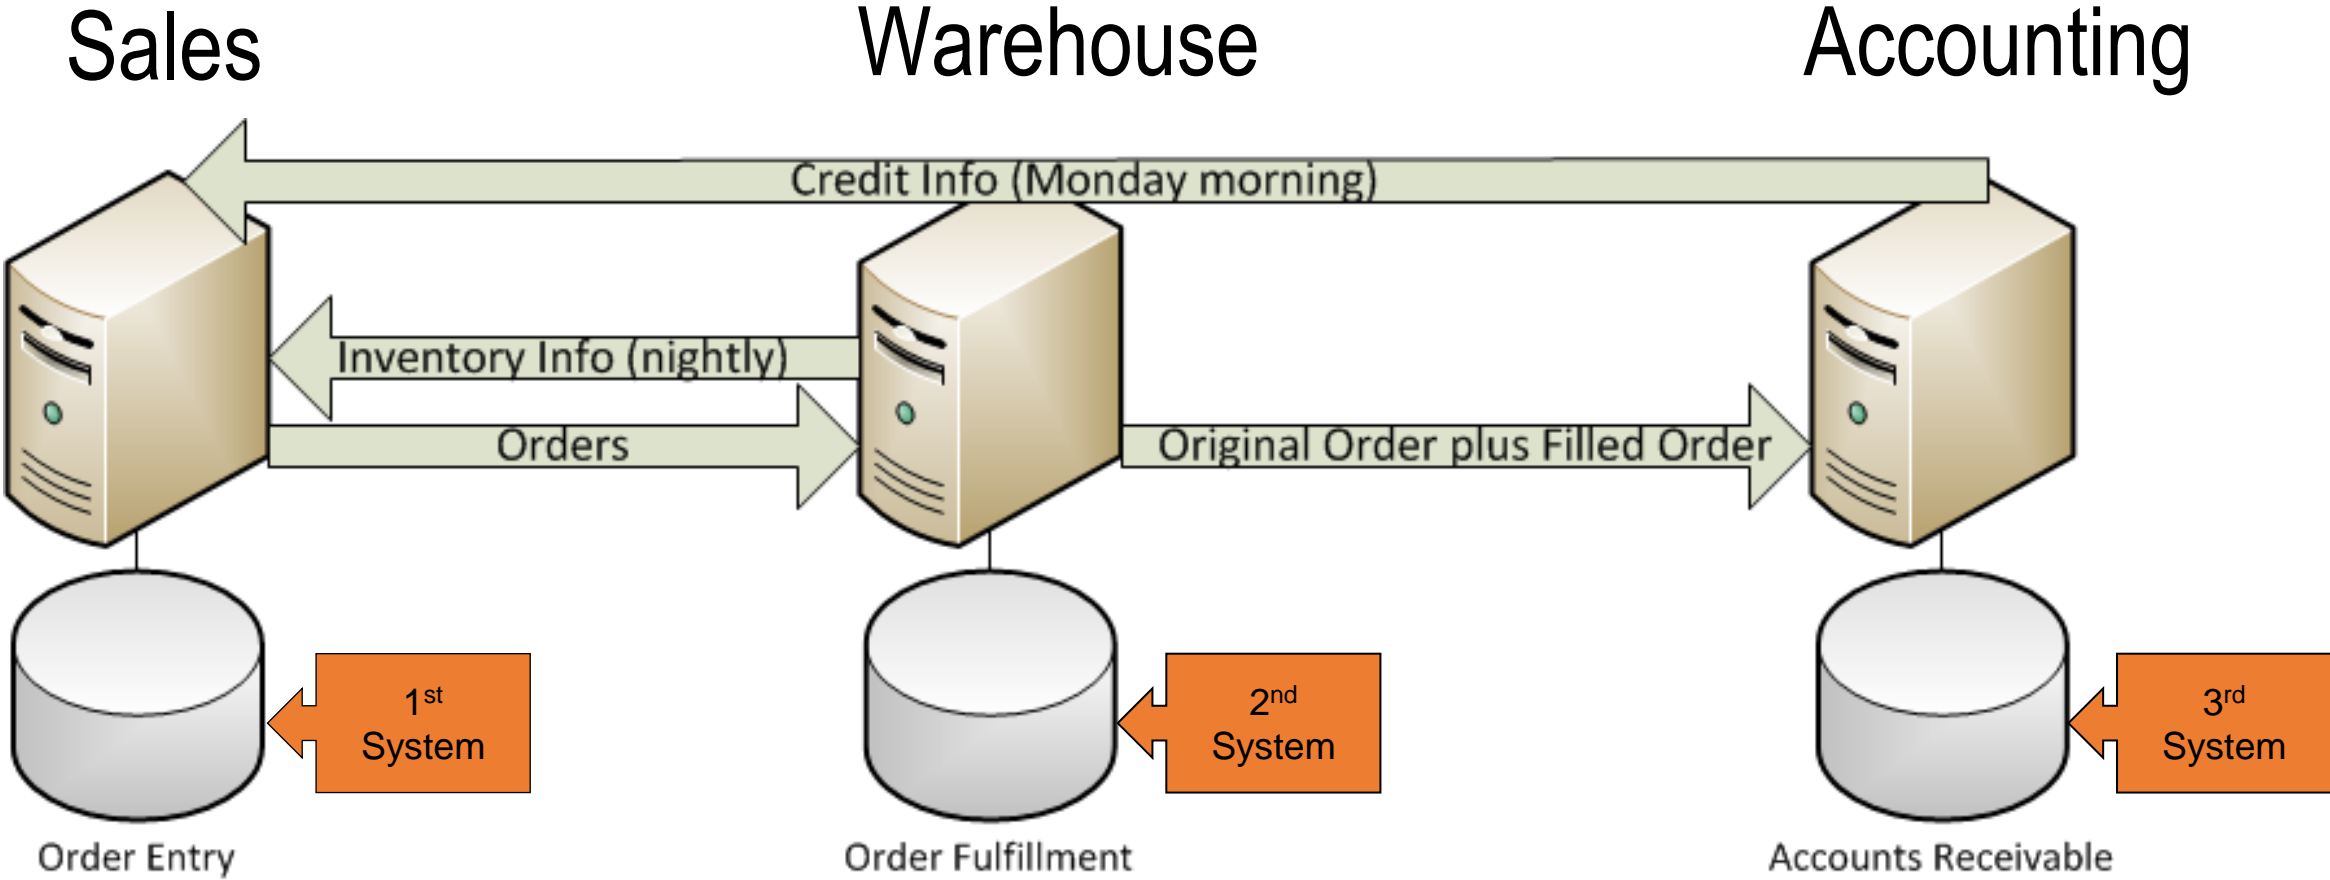 Sales
Warehouse
Accounting
Credit Info (Monday morning)
Inventory Info (nightly)
Orders
Original Order plus Filled Order
1st
System
2nd
System
3rd
System
Order Entry
Order Fulfillment
Accounts Receivable